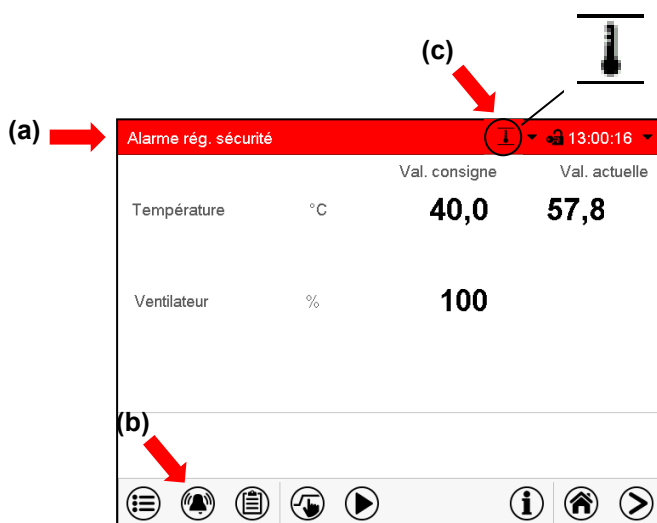 (c)
(a)
Alarme rég. sécurité 13:00:16
Val. consigne Val. actuelle
Température °C 40,0 57,8
Ventilateur % 100
(b)